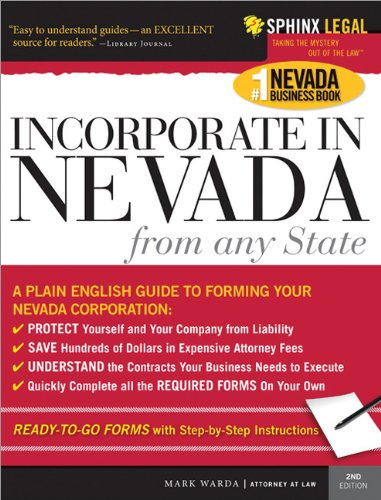 "Easy to understand guides—an EXCELLENT
source for readers." —LIBRARY JOURNAL
SPHINX LEGAL
TAKING THE MYSTERY
OUT OF THE LAW™
#1 NEVADA
BUSINESS BOOK
INCORPORATE IN
NEVADA
from any State
A PLAIN ENGLISH GUIDE TO FORMING YOUR
NEVADA CORPORATION:
✓ PROTECT Yourself and Your Company from Liability
✓ SAVE Hundreds of Dollars in Expensive Attorney Fees
✓ UNDERSTAND the Contracts Your Business Needs to Execute
✓ Quickly Complete all the REQUIRED FORMS On Your Own
READY-TO-GO FORMS with Step-by-Step Instructions
MARK WARDA | ATTORNEY AT LAW
2ND
EDITION